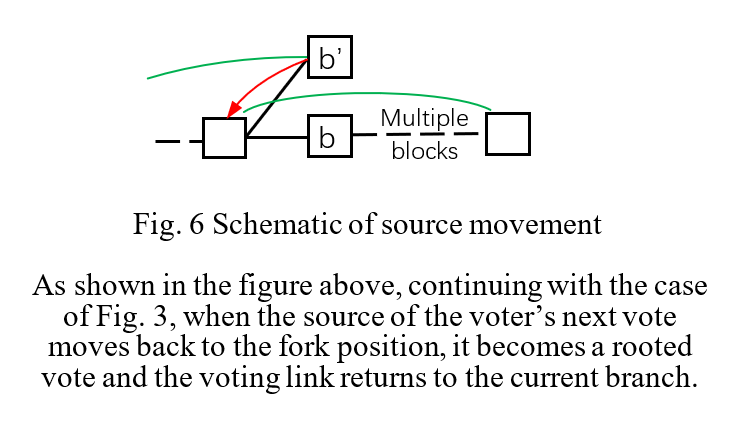 b’
b
Multiple
blocks
Fig. 6 Schematic of source movement
As shown in the figure above, continuing with the case
of Fig. 3, when the source of the voter’s next vote
moves back to the fork position, it becomes a rooted
vote and the voting link returns to the current branch.